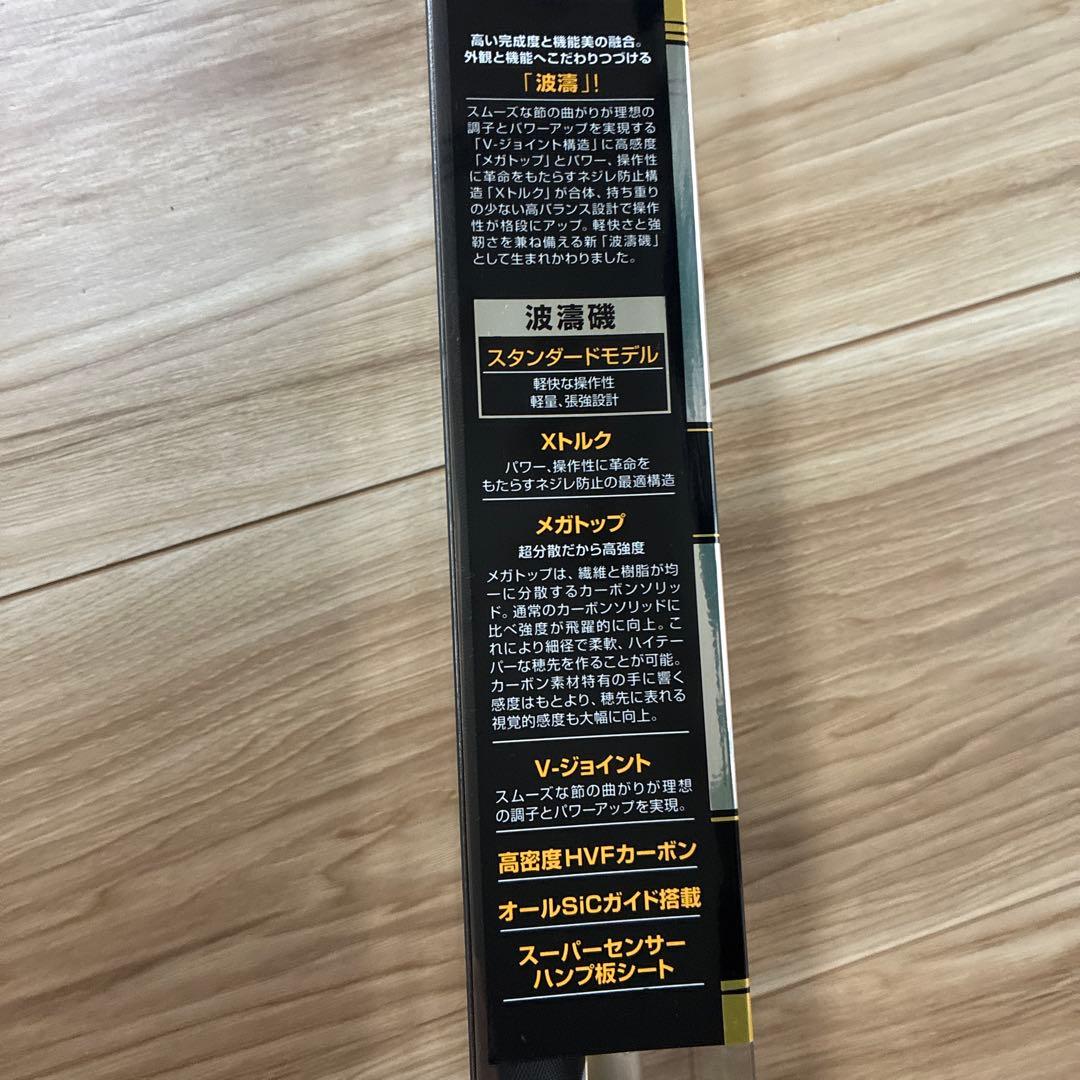 高い完成度と機能美の融合。
外観と機能へこだわりつづける
「波濤」!
スムーズな節の曲がりが理想の
調子とパワーアップを実現する
「V-ジョイント構造」に高感度
「メガトップ」とパワー、操作性
に革命をもたらすネジレ防止構
造「Xトルク」が合体、持ち重り
の少ない高バランス設計で操作
性が格段にアップ。軽快さと強
靭さを兼ね備える新「波濤磯」
として生まれかわりました。
波濤磯
スタンダードモデル
軽快な操作性
軽量、張強設計
Xトルク
パワー、操作性に革命を
もたらすネジレ防止の最適構造
メガトップ
超分散だから高強度
メガトップは、繊維と樹脂が均
一に分散するカーボンソリッ
ド。通常のカーボンソリッドに
比べ強度が飛躍的に向上。こ
れにより細径で柔軟、ハイテー
パーな穂先を作ることが可能。
カーボン素材特有の手に響く
感度はもとより、穂先に表れる
視覚的感度も大幅に向上。
V-ジョイント
スムーズな節の曲がりが理想
の調子とパワーアップを実現。
高密度HVFカーボン
オールSiCガイド搭載
スーパーセンサー
ハンプ板シート